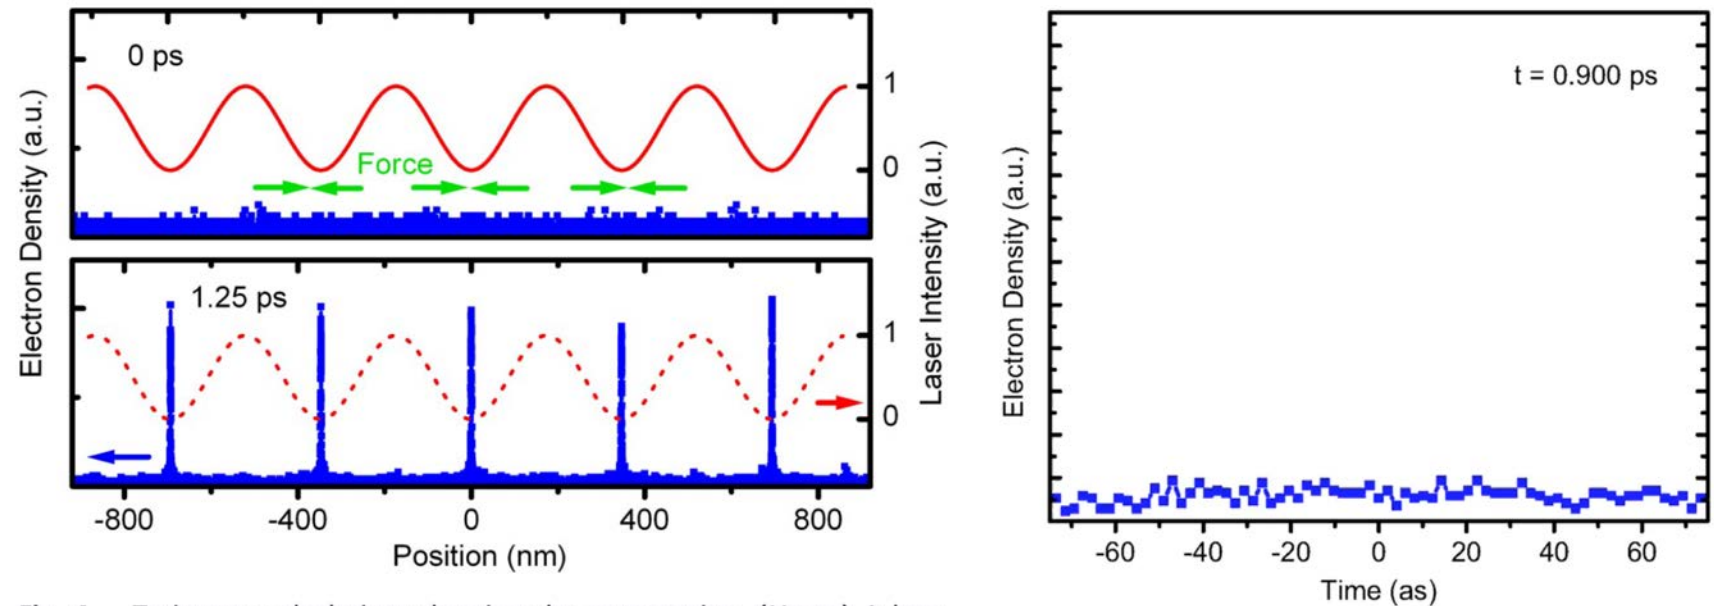 0 ps
Force
1
0
1.25 ps
1
0
-800 -400 0 400 800
Position (nm)
Electron Density (a.u.)
Laser Intensity (a.u.)
t = 0.900 ps
Electron Density (a.u.)
-60 -40 -20 0 20 40 60
Time (as)